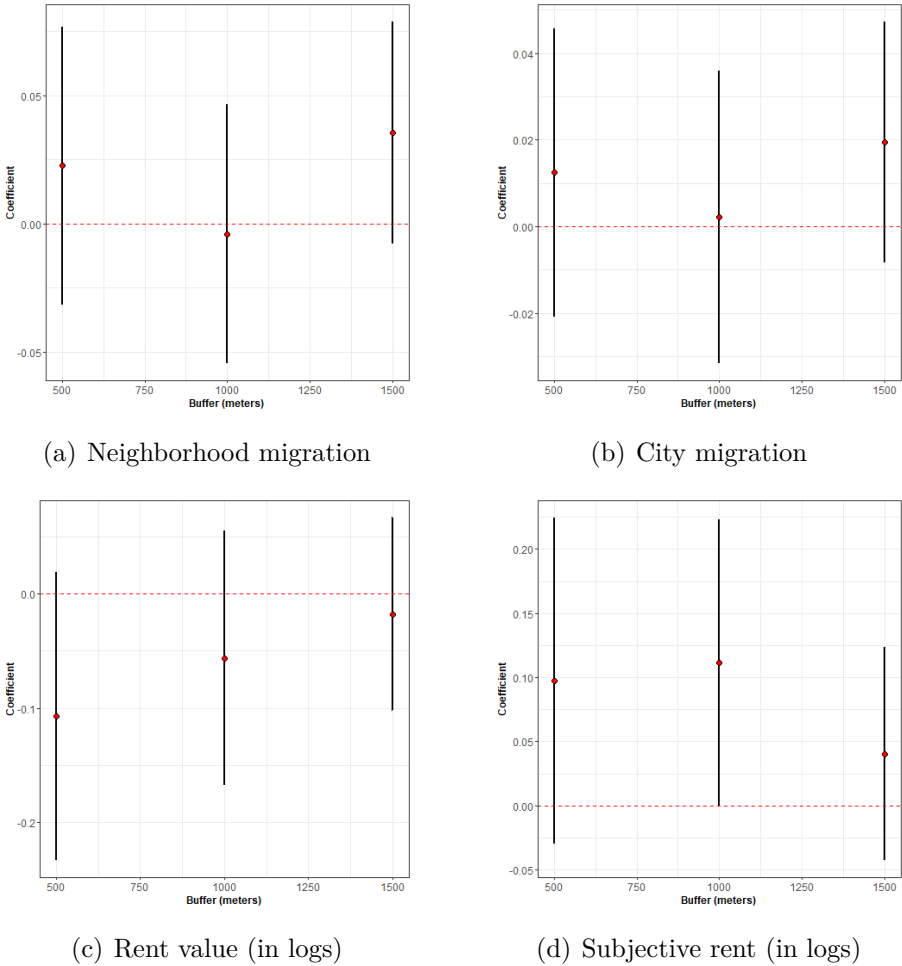 0.05
0.00
-0.05
Coefficient
500 750 1000 1250 1500
Buffer (meters)
(a) Neighborhood migration
0.04
0.02
0.00
-0.02
Coefficient
500 750 1000 1250 1500
Buffer (meters)
(b) City migration
0.0
-0.1
-0.2
Coefficient
500 750 1000 1250 1500
Buffer (meters)
(c) Rent value (in logs)
0.20
0.15
0.10
0.05
0.00
-0.05
Coefficient
500 750 1000 1250 1500
Buffer (meters)
(d) Subjective rent (in logs)